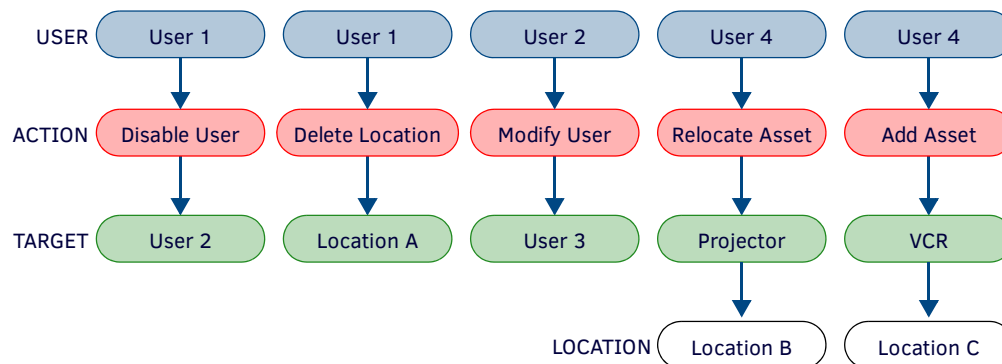 USER User 1 User 1 User 2 User 4 User 4
ACTION Disable User Delete Location Modify User Relocate Asset Add Asset
TARGET User 2 Location A User 3 Projector VCR
LOCATION Location B Location C